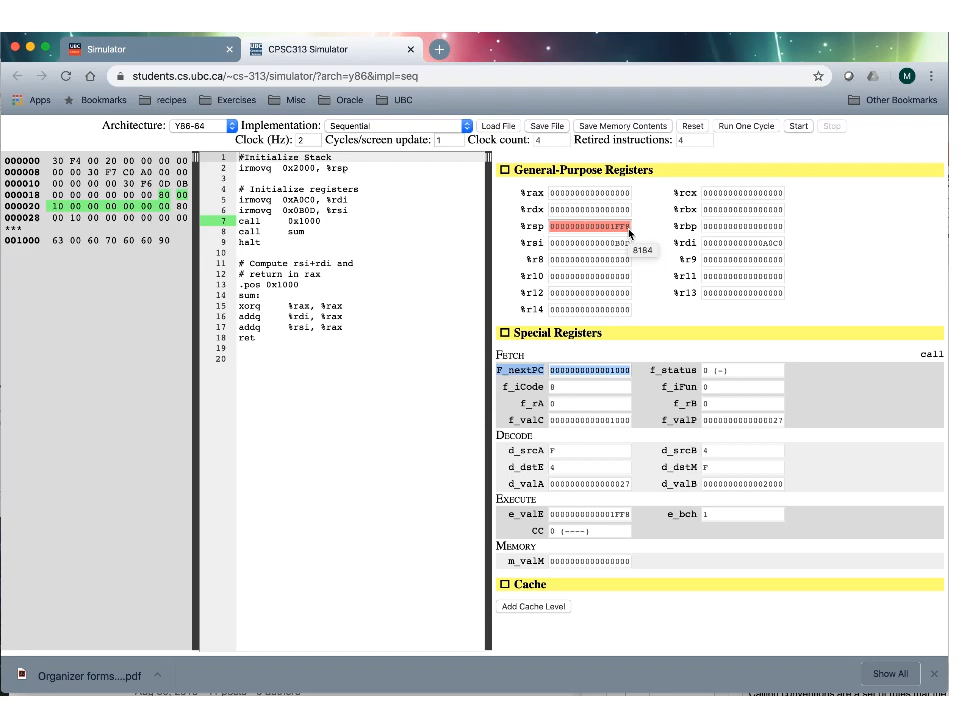 Simulator × CPSC313 Simulator × +
students.cs.ubc.ca/~cs-313/simulator/?arch=y86&impl=seq M
Apps Bookmarks recipes Exercises Misc Oracle UBC Other Bookmarks
Architecture: Y86-64 Implementation: Sequential Load File Save File Save Memory Contents Reset Run One Cycle Start Stop
Clock (Hz): 2 Cycles/screen update: 1 Clock count: 4 Retired instructions: 4
000000 30 F4 00 20 00 00 00 00
000008 00 00 30 F7 C0 A0 00 00
000010 00 00 00 00 30 F6 0D 0B
000018 00 00 00 00 00 00 80 00
000020 10 00 00 00 00 00 00 80
000028 00 10 00 00 00 00 00 00
***
001000 63 00 60 70 60 60 90
1 #Initialize Stack
2 irmovq 0x2000, %rsp
3
4 # Initialize registers
5 irmovq 0xA0C0, %rdi
6 irmovq 0x0B0D, %rsi
7 call 0x1000
8 call sum
9 halt
10
11 # Compute rsi+rdi and
12 # return in rax
13 .pos 0x1000
14 sum:
15 xorq %rax, %rax
16 addq %rdi, %rax
17 addq %rsi, %rax
18 ret
19
20
General-Purpose Registers
%rax 0000000000000000 %rcx 0000000000000000
%rdx 0000000000000000 %rbx 0000000000000000
%rsp 0000000000001FF8 %rbp 0000000000000000
%rsi 0000000000000B0D %rdi 000000000000A0C0
8184
%r8 0000000000000000 %r9 0000000000000000
%r10 0000000000000000 %r11 0000000000000000
%r12 0000000000000000 %r13 0000000000000000
%r14 0000000000000000
Special Registers
FETCH call
F_nextPC 0000000000001000 f_status 0 (-)
f_iCode 8 f_iFun 0
f_rA 0 f_rB 0
f_valC 0000000000001000 f_valP 0000000000000027
DECODE
d_srcA F d_srcB 4
d_dstE 4 d_dstM F
d_valA 0000000000000027 d_valB 0000000000002000
EXECUTE
e_valE 0000000000001FF8 e_bch 1
CC 0 (----)
MEMORY
m_valM 0000000000000000
Cache
Add Cache Level
Organizer forms....pdf Show All ×